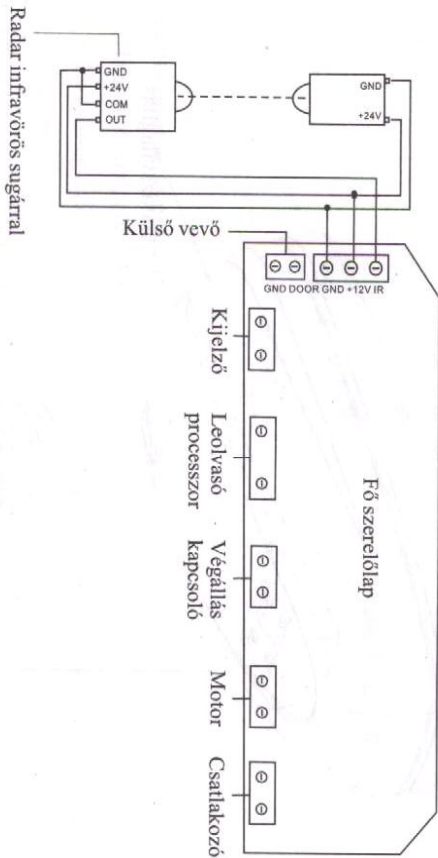 Radar infravörös sugárral
GND
+24V
COM
OUT
GND
+24V
Külső vevő
GND DOOR GND +12V IR
Kijelző
Leolvasó
processzor
Végállás
kapcsoló
Motor
Csatlakozó
Fő szerelőlap